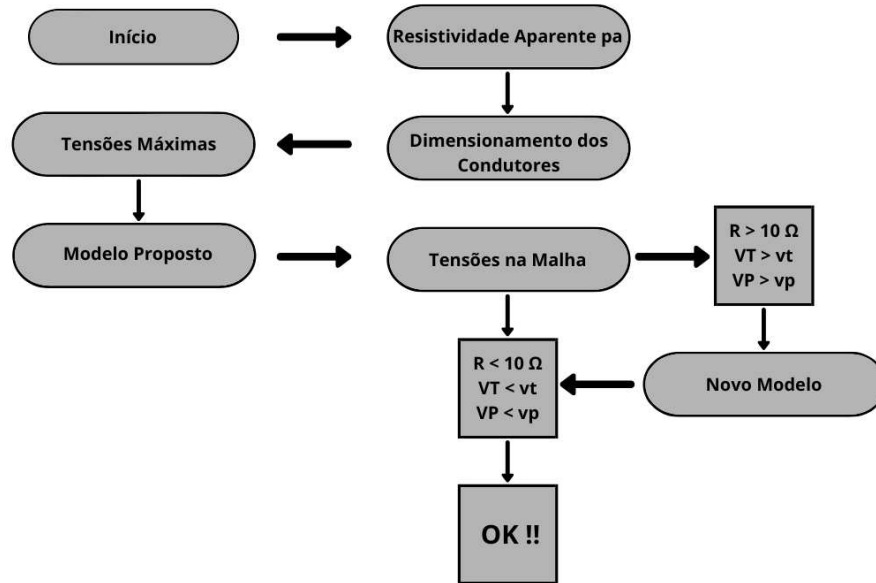 Início
Resistividade Aparente pa
Dimensionamento dos
Condutores
Tensões Máximas
Modelo Proposto
Tensões na Malha
R > 10 Ω
VT > vt
VP > vp
Novo Modelo
R < 10 Ω
VT < vt
VP < vp
OK !!